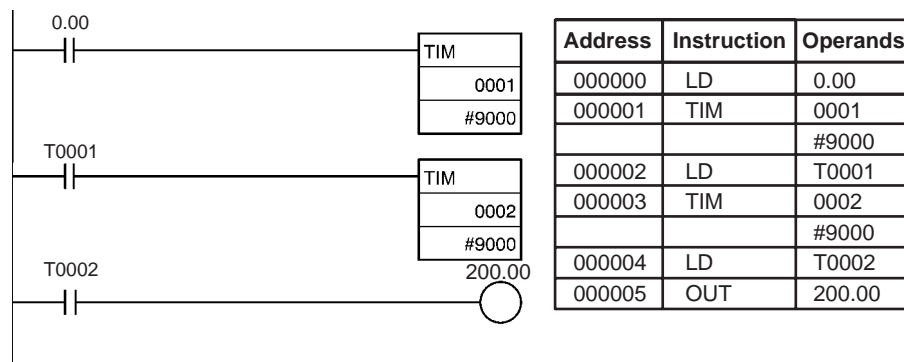 0.00
TIM
0001
#9000
T0001
TIM
0002
#9000
T0002
200.00
Address Instruction Operands
000000 LD 0.00
000001 TIM 0001
#9000
000002 LD T0001
000003 TIM 0002
#9000
000004 LD T0002
000005 OUT 200.00